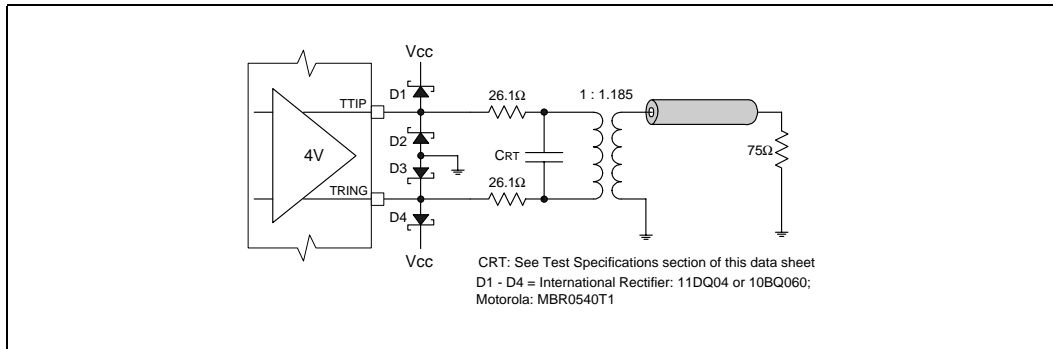 Vcc
D1
TTIP
26.1Ω
1 : 1.185
D2
4V
CRT
75Ω
D3
26.1Ω
TRING
D4
Vcc
CRT: See Test Specifications section of this data sheet
D1 - D4 = International Rectifier: 11DQ04 or 10BQ060;
Motorola: MBR0540T1